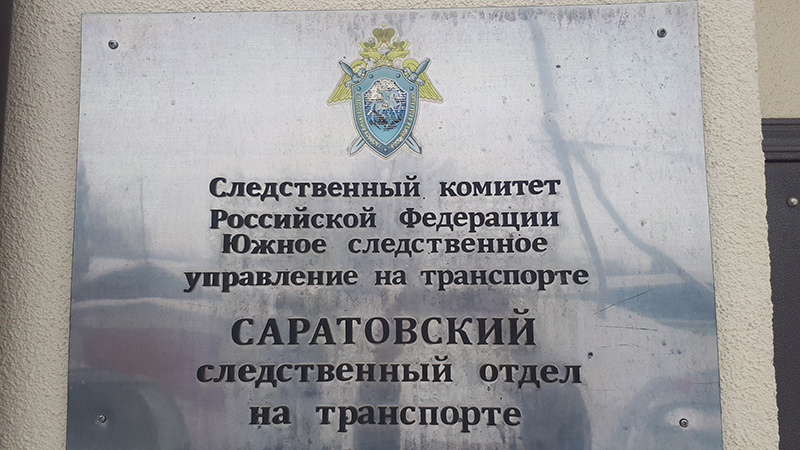 Следственный комитет
Российской Федерации
Южное следственное
управление на транспорте
САРАТОВСКИЙ
следственный отдел
на транспорте